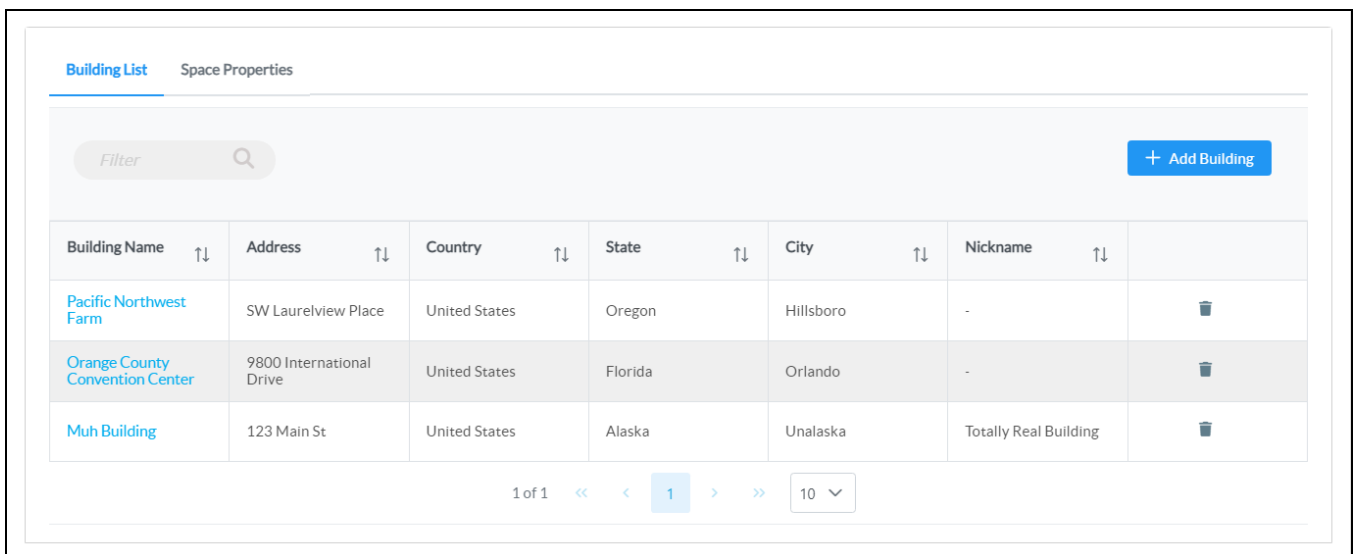 Building List Space Properties
Filter
+ Add Building
Building Name Address Country State City Nickname
Pacific Northwest
Farm
SW Laurelview Place United States Oregon Hillsboro -
Orange County
Convention Center
9800 International
Drive
United States Florida Orlando -
Muh Building 123 Main St United States Alaska Unalaska Totally Real Building
1 of 1 « ‹ 1 › » 10